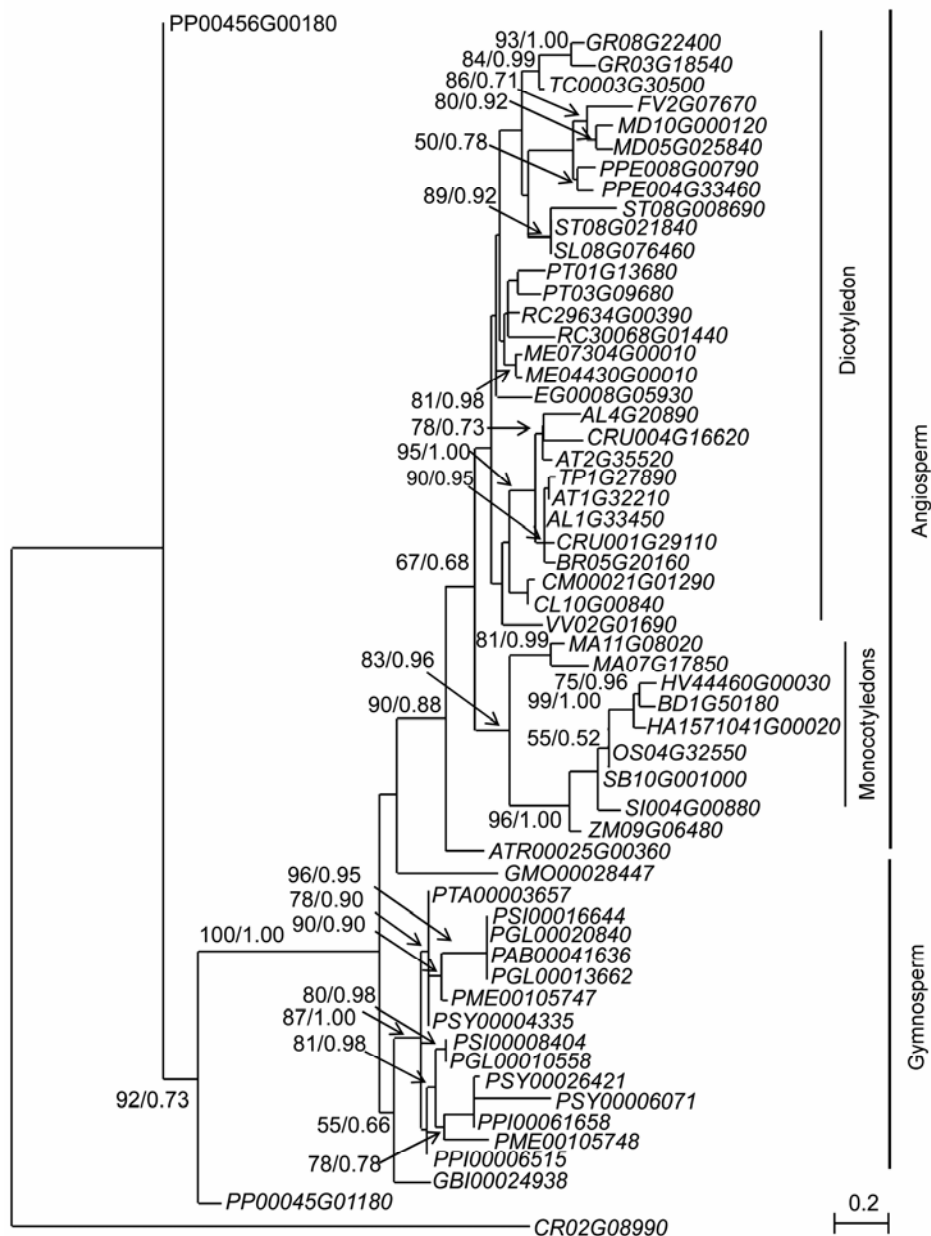 PP00456G00180
93/1.00
GR08G22400
84/0.99
GR03G18540
86/0.71
TC0003G30500
80/0.92
FV2G07670
MD10G000120
50/0.78
MD05G025840
PPE008G00790
PPE004G33460
89/0.92
ST08G008690
ST08G021840
SL08G076460
PT01G13680
PT03G09680
RC29634G00390
RC30068G01440
ME07304G00010
ME04430G00010
81/0.98
EG0008G05930
78/0.73
AL4G20890
CRU004G16620
95/1.00
AT2G35520
90/0.95
TP1G27890
AT1G32210
AL1G33450
CRU001G29110
67/0.68
BR05G20160
CM00021G01290
CL10G00840
VV02G01690
81/0.99
MA11G08020
83/0.96
MA07G17850
75/0.96
HV44460G00030
99/1.00
BD1G50180
90/0.88
HA1571041G00020
55/0.52
OS04G32550
SB10G001000
SI004G00880
96/1.00
ZM09G06480
ATR00025G00360
96/0.95
GMO00028447
78/0.90
PTA00003657
90/0.90
PSI00016644
100/1.00
PGL00020840
PAB00041636
PGL00013662
80/0.98
PME00105747
87/1.00
PSY00004335
81/0.98
PSI00008404
PGL00010558
PSY00026421
92/0.73
PSY00006071
55/0.66
PPI00061658
PME00105748
78/0.78
PPI00006515
GBI00024938
PP00045G01180
CR02G08990
0.2
Dicotyledon
Monocotyledons
Angiosperm
Gymnosperm